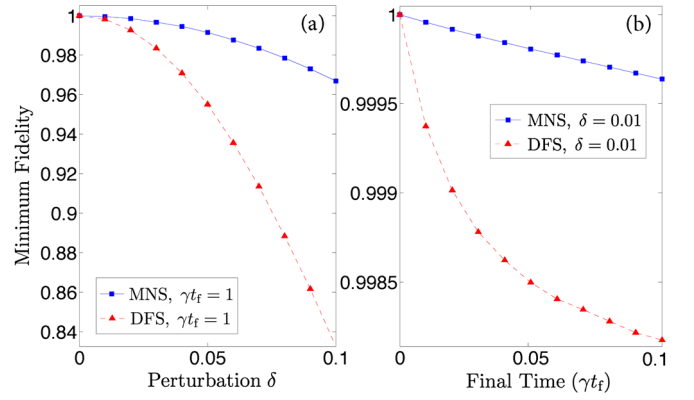 (a)
Minimum Fidelity
1
0.98
0.96
0.94
0.92
0.9
0.88
0.86
0.84
MNS, γt_f = 1
DFS, γt_f = 1
0
0.05
0.1
Perturbation δ
(b)
1
0.9995
0.999
0.9985
MNS, δ = 0.01
DFS, δ = 0.01
0
0.05
0.1
Final Time (γt_f)